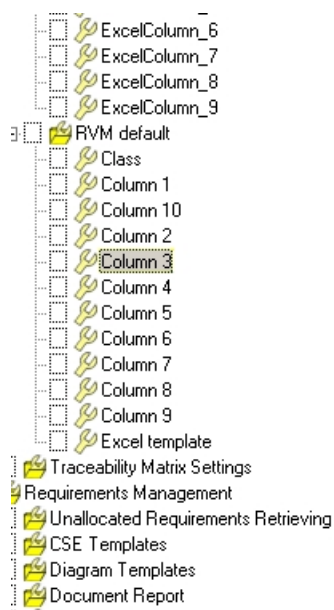 ExcelColumn_6
ExcelColumn_7
ExcelColumn_8
ExcelColumn_9
RVM default
Class
Column 1
Column 10
Column 2
Column 3
Column 4
Column 5
Column 6
Column 7
Column 8
Column 9
Excel template
Traceability Matrix Settings
Requirements Management
Unallocated Requirements Retrieving
CSE Templates
Diagram Templates
Document Report